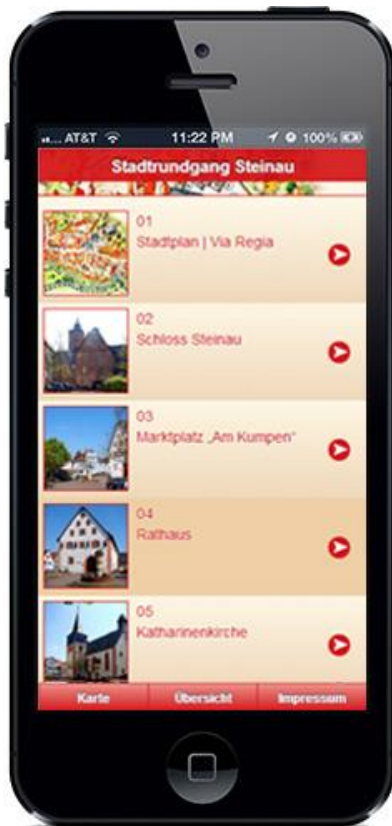 AT&T 11:22 PM 100%
Stadtrundgang Steinau
01
Stadtplan | Via Regia
02
Schloss Steinau
03
Marktplatz „Am Kumpen“
04
Rathaus
05
Katharinenkirche
Karte Übersicht Impressum